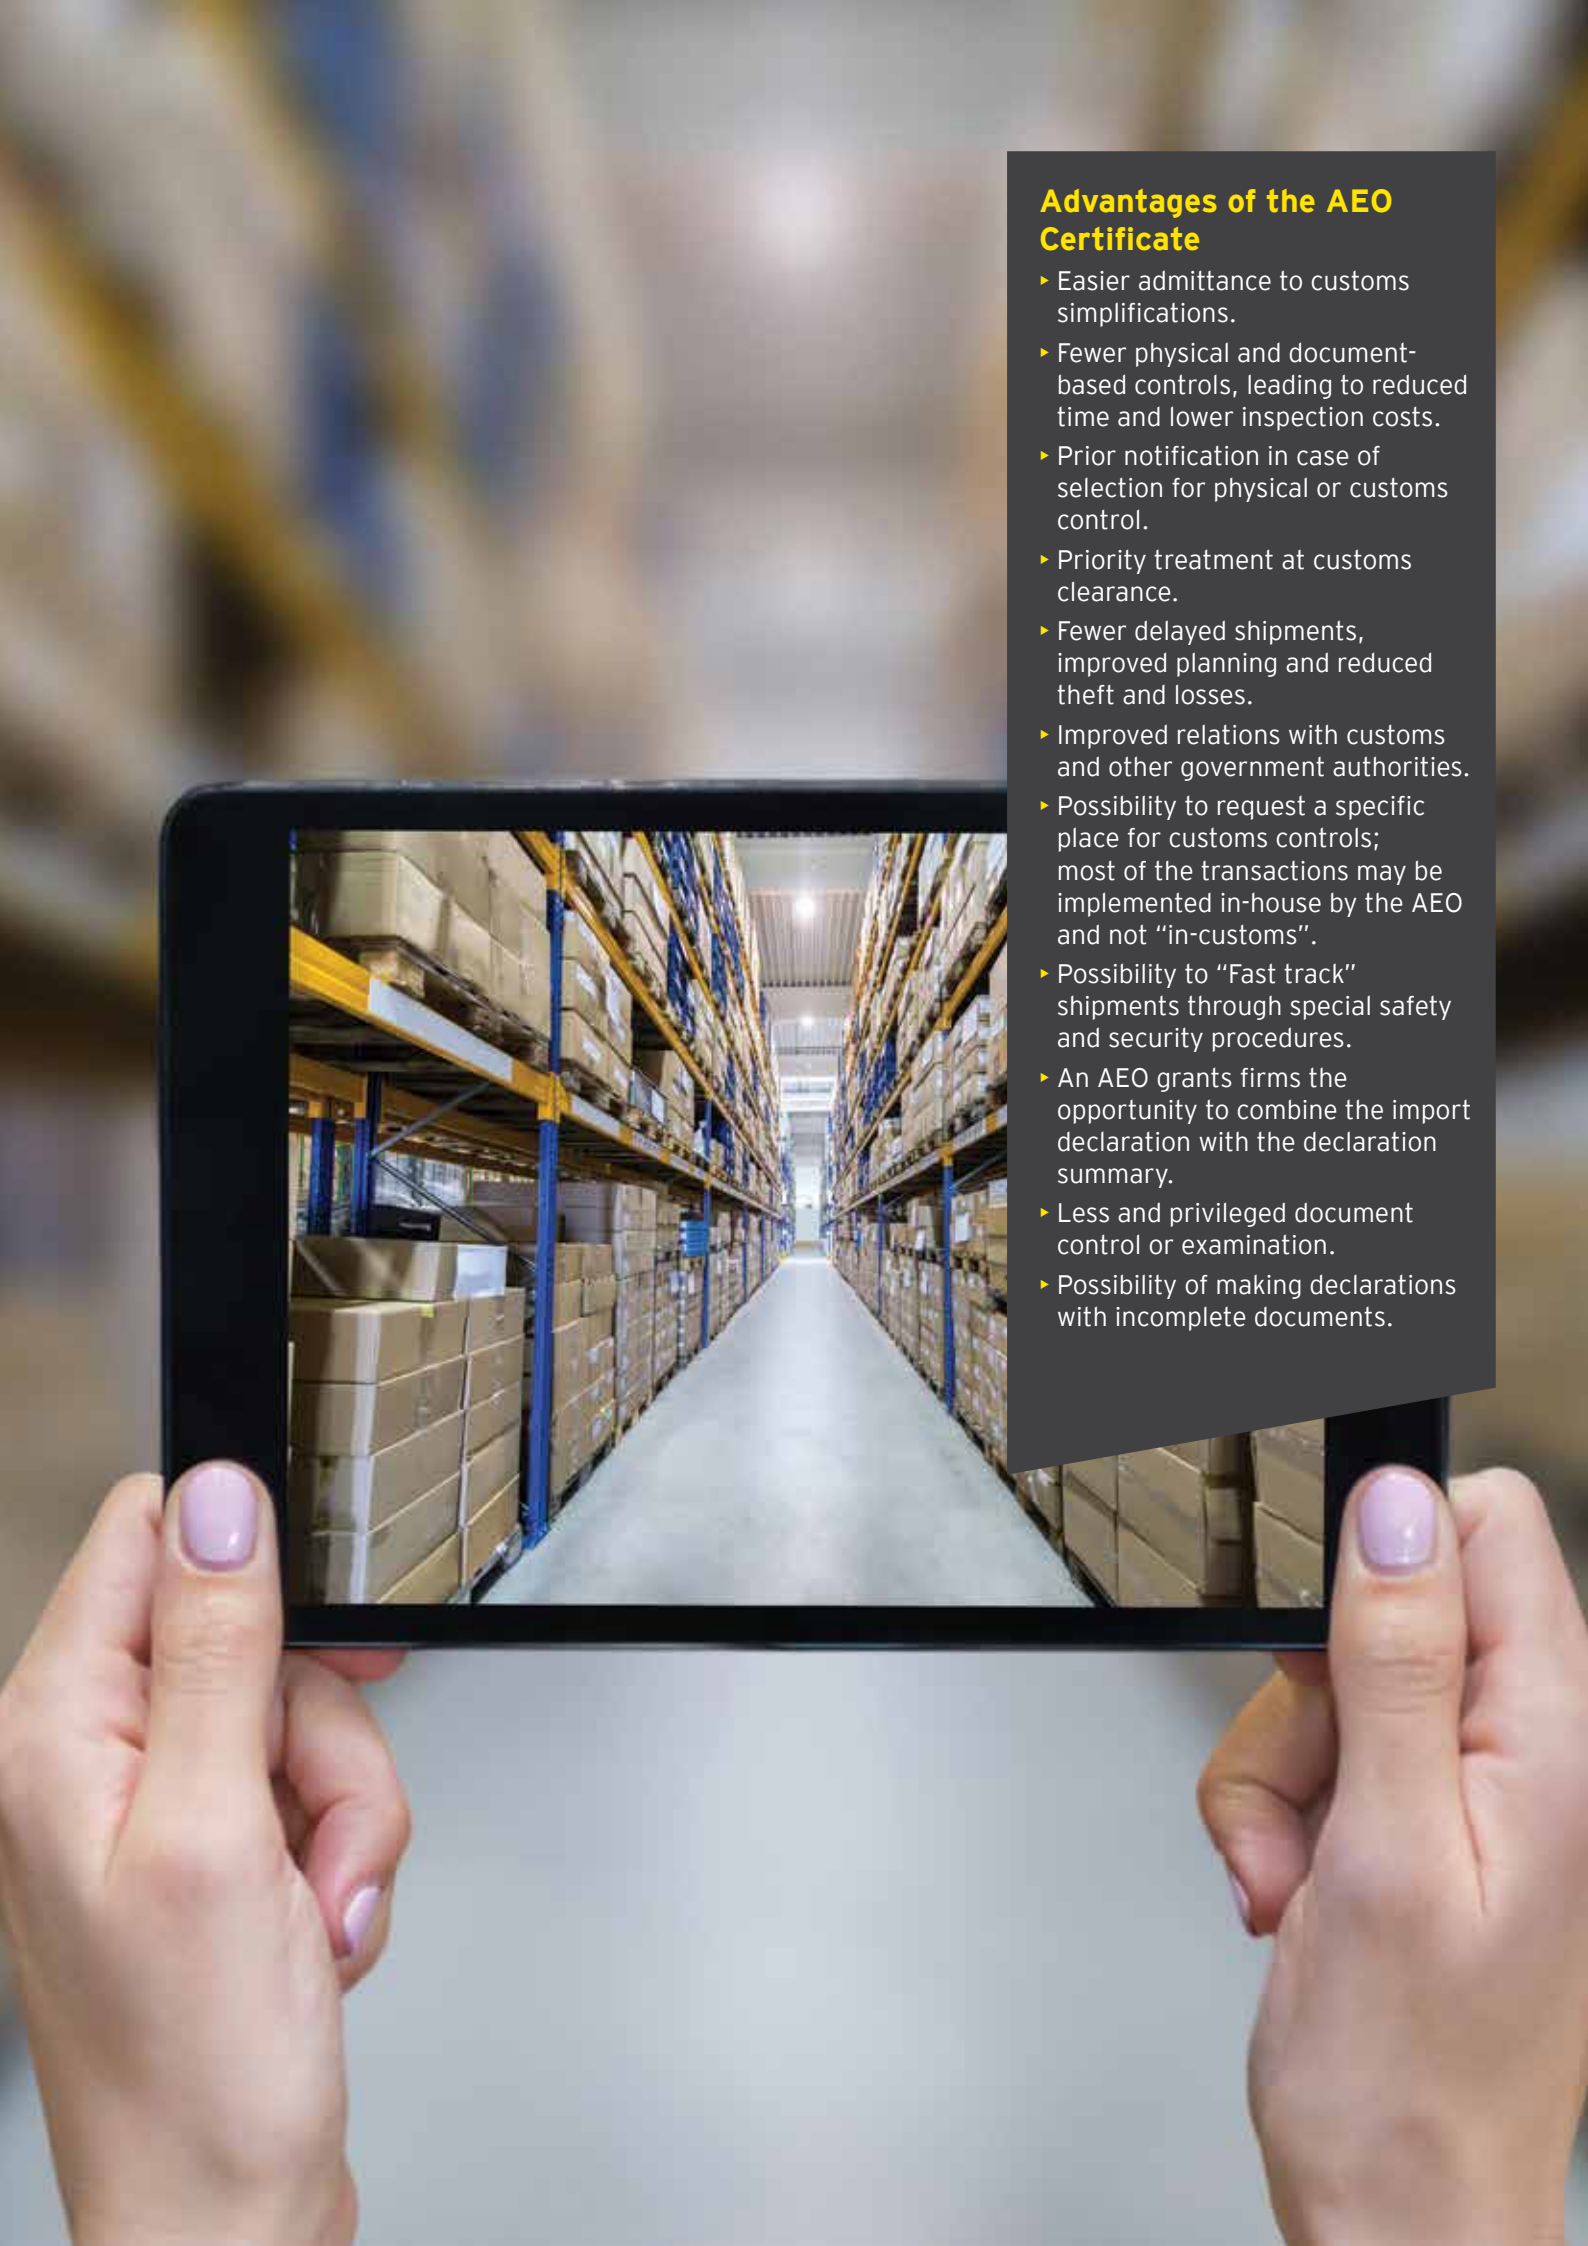 Advantages of the AEO
Certificate
‣ Easier admittance to customs
simplifications.
‣ Fewer physical and document-
based controls, leading to reduced
time and lower inspection costs.
‣ Prior notification in case of
selection for physical or customs
control.
‣ Priority treatment at customs
clearance.
‣ Fewer delayed shipments,
improved planning and reduced
theft and losses.
‣ Improved relations with customs
and other government authorities.
‣ Possibility to request a specific
place for customs controls;
most of the transactions may be
implemented in-house by the AEO
and not “in-customs”.
‣ Possibility to “Fast track”
shipments through special safety
and security procedures.
‣ An AEO grants firms the
opportunity to combine the import
declaration with the declaration
summary.
‣ Less and privileged document
control or examination.
‣ Possibility of making declarations
with incomplete documents.